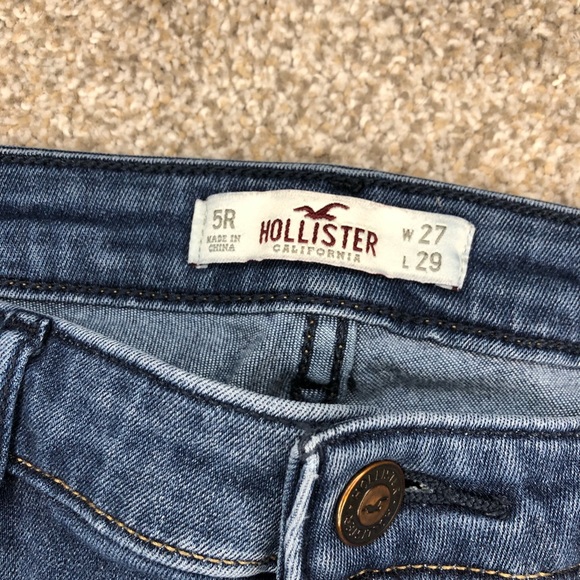 5R
MADE IN
CHINA
HOLLISTER
CALIFORNIA
W 27
L 29